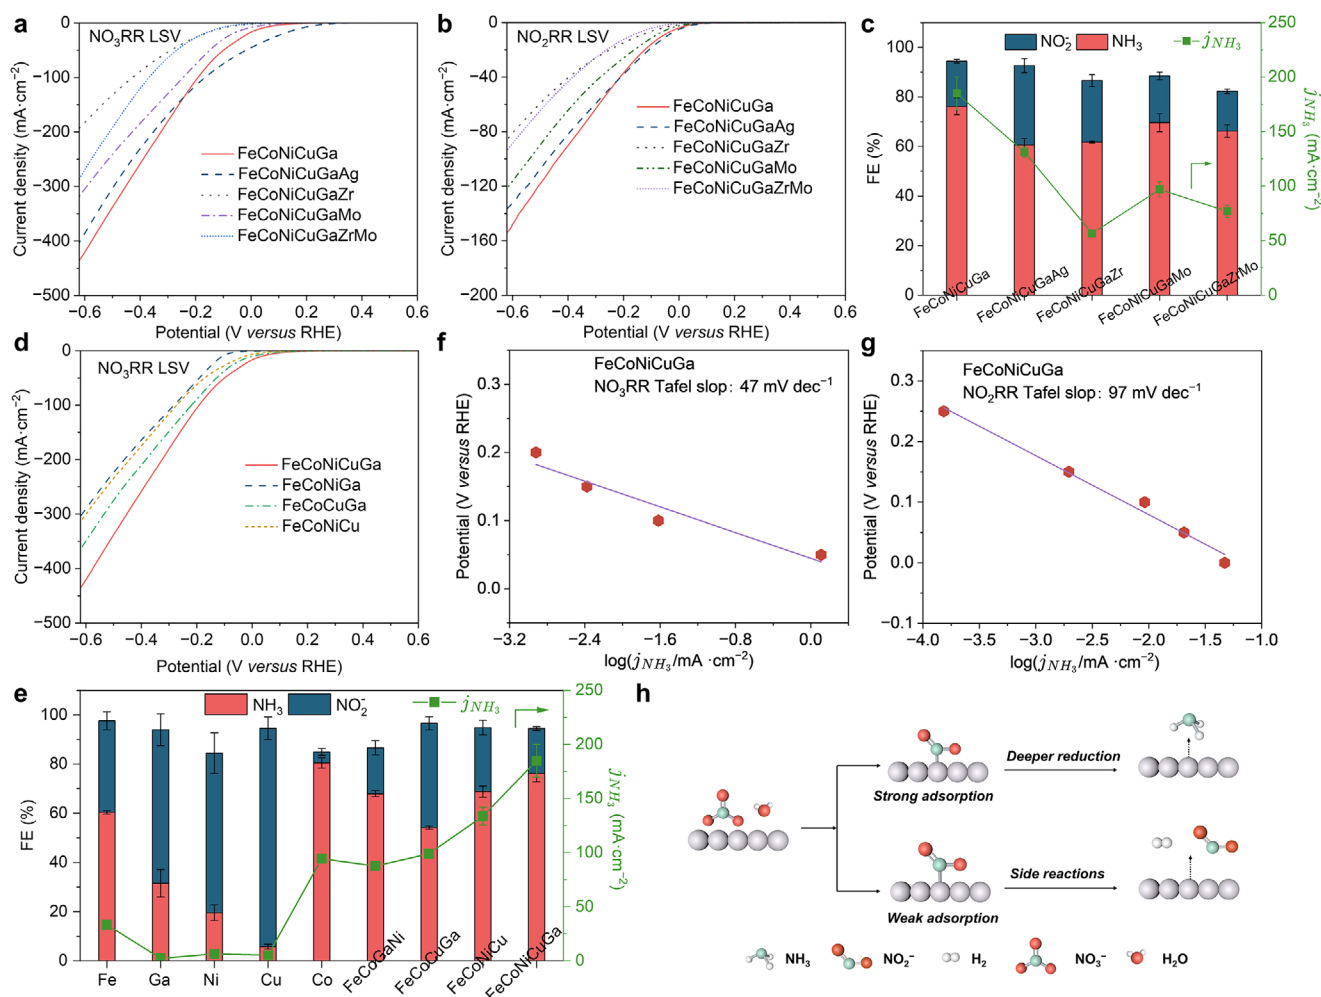 a
NO₃RR LSV
Current density (mA·cm⁻²)
0
−100
−200
−300
−400
−500
FeCoNiCuGa
FeCoNiCuGaAg
FeCoNiCuGaZr
FeCoNiCuGaMo
FeCoNiCuGaZrMo
−0.6 −0.4 −0.2 0.0 0.2 0.4 0.6
Potential (V versus RHE)
b
NO₂RR LSV
Current density (mA·cm⁻²)
0
−40
−80
−120
−160
−200
FeCoNiCuGa
FeCoNiCuGaAg
FeCoNiCuGaZr
FeCoNiCuGaMo
FeCoNiCuGaZrMo
−0.6 −0.4 −0.2 0.0 0.2 0.4 0.6
Potential (V versus RHE)
c
NO₂⁻ NH₃ j_NH₃
FE (%)
100
80
60
40
20
0
250
200
150
100
50
0
j_NH₃ (mA·cm⁻²)
FeCoNiCuGa
FeCoNiCuGaAg
FeCoNiCuGaZr
FeCoNiCuGaMo
FeCoNiCuGaZrMo
d
NO₃RR LSV
Current density (mA·cm⁻²)
0
−100
−200
−300
−400
−500
FeCoNiCuGa
FeCoNiGa
FeCoCuGa
FeCoNiCu
−0.6 −0.4 −0.2 0.0 0.2 0.4 0.6
Potential (V versus RHE)
f
FeCoNiCuGa
NO₃RR Tafel slop: 47 mV dec⁻¹
Potential (V versus RHE)
0.3
0.2
0.1
0.0
−3.2 −2.4 −1.6 −0.8 0.0
log(j_NH₃/mA ·cm⁻²)
g
FeCoNiCuGa
NO₂RR Tafel slop: 97 mV dec⁻¹
Potential (V versus RHE)
0.3
0.2
0.1
0.0
−0.1
−4.0 −3.5 −3.0 −2.5 −2.0 −1.5 −1.0
log(j_NH₃/mA ·cm⁻²)
e
NH₃ NO₂⁻ j_NH₃
FE (%)
100
80
60
40
20
0
250
200
150
100
50
0
j_NH₃ (mA·cm⁻²)
Fe Ga Ni Cu Co FeCoGaNi FeCoCuGa FeCoNiCu FeCoNiCuGa
h
Strong adsorption
Deeper reduction
Weak adsorption
Side reactions
NH₃ NO₂⁻ H₂ NO₃⁻ H₂O